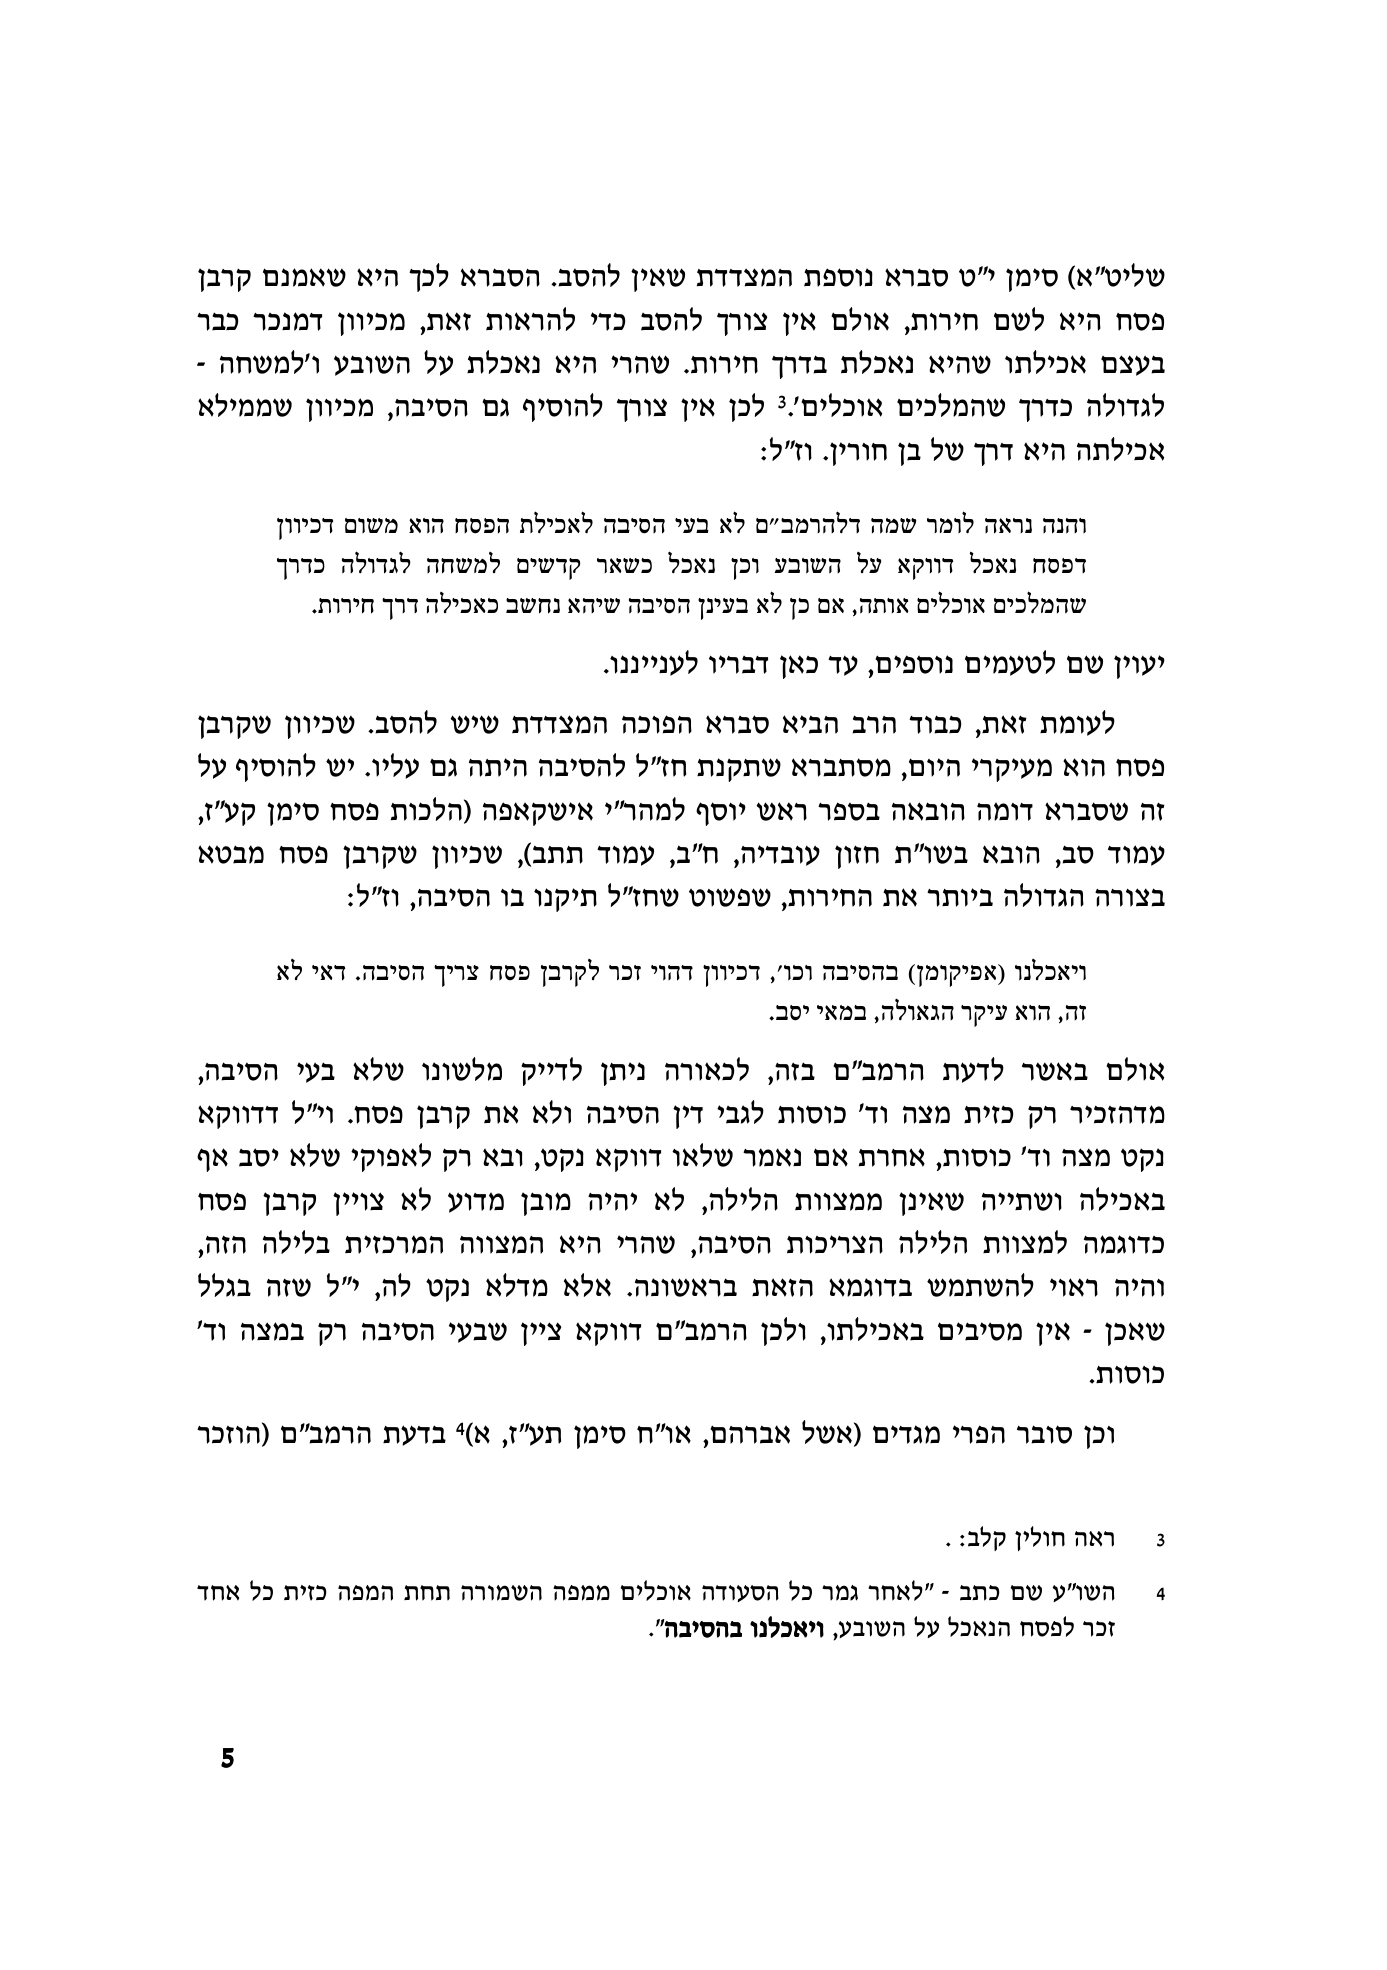 שליט"א) סימן י"ט סברא נוספת המצדדת שאין להסב. הסברא לכך היא שאמנם קרבן
פסח היא לשם חירות, אולם אין צורך להסב כדי להראות זאת, מכיוון דמנכר כבר
בעצם אכילתו שהיא נאכלת בדרך חירות. שהרי היא נאכלת על השובע ו'למשחה -
לגדולה כדרך שהמלכים אוכלים'.3 לכן אין צורך להוסיף גם הסיבה, מכיוון שממילא
אכילתה היא דרך של בן חורין. וז"ל:
והנה נראה לומר שמה דלהרמב"ם לא בעי הסיבה לאכילת הפסח הוא משום דכיוון
דפסח נאכל דווקא על השובע וכן נאכל כשאר קדשים למשחה לגדולה כדרך
שהמלכים אוכלים אותה, אם כן לא בעינן הסיבה שיהא נחשב כאכילה דרך חירות.
יעוין שם לטעמים נוספים, עד כאן דבריו לענייננו.
לעומת זאת, כבוד הרב הביא סברא הפוכה המצדדת שיש להסב. שכיוון שקרבן
פסח הוא מעיקרי היום, מסתברא שתקנת חז"ל להסיבה היתה גם עליו. יש להוסיף על
זה שסברא דומה הובאה בספר ראש יוסף למהר"י אישקאפה (הלכות פסח סימן קע"ז,
עמוד סב, הובא בשו"ת חזון עובדיה, ח"ב, עמוד תתב), שכיוון שקרבן פסח מבטא
בצורה הגדולה ביותר את החירות, שפשוט שחז"ל תיקנו בו הסיבה, וז"ל:
ויאכלנו (אפיקומן) בהסיבה וכו', דכיוון דהוי זכר לקרבן פסח צריך הסיבה. דאי לא
זה, הוא עיקר הגאולה, במאי יסב.
אולם באשר לדעת הרמב"ם בזה, לכאורה ניתן לדייק מלשונו שלא בעי הסיבה,
מדהזכיר רק כזית מצה וד' כוסות לגבי דין הסיבה ולא את קרבן פסח. וי"ל דדווקא
נקט מצה וד' כוסות, אחרת אם נאמר שלאו דווקא נקט, ובא רק לאפוקי שלא יסב אף
באכילה ושתייה שאינן ממצוות הלילה, לא יהיה מובן מדוע לא צויין קרבן פסח
כדוגמה למצוות הלילה הצריכות הסיבה, שהרי היא המצווה המרכזית בלילה הזה,
והיה ראוי להשתמש בדוגמא הזאת בראשונה. אלא מדלא נקט לה, י"ל שזה בגלל
שאכן - אין מסיבים באכילתו, ולכן הרמב"ם דווקא ציין שבעי הסיבה רק במצה וד'
כוסות.
וכן סובר הפרי מגדים (אשל אברהם, או"ח סימן תע"ז, א)4 בדעת הרמב"ם (הוזכר
3 ראה חולין קלב: .
4 השו"ע שם כתב - "לאחר גמר כל הסעודה אוכלים ממפה השמורה תחת המפה כזית כל אחד
זכר לפסח הנאכל על השובע, ויאכלנו בהסיבה".
5